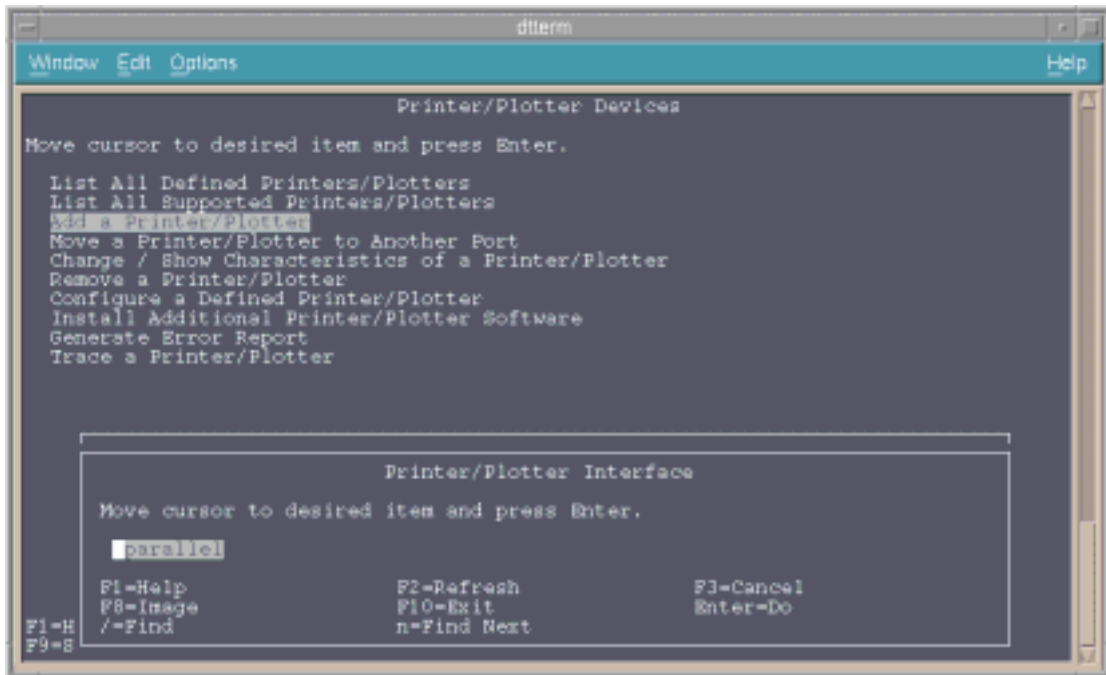 dtterm
Window Edit Options Help
Printer/Plotter Devices
Move cursor to desired item and press Enter.
List All Defined Printers/Plotters
List All Supported Printers/Plotters
Add a Printer/Plotter
Move a Printer/Plotter to Another Port
Change / Show Characteristics of a Printer/Plotter
Remove a Printer/Plotter
Configure a Defined Printer/Plotter
Install Additional Printer/Plotter Software
Generate Error Report
Trace a Printer/Plotter
Printer/Plotter Interface
Move cursor to desired item and press Enter.
parallel
F1=Help F2=Refresh F3=Cancel
F8=Image F10=Exit Enter=Do
F1=H /=Find n=Find Next
F9=S